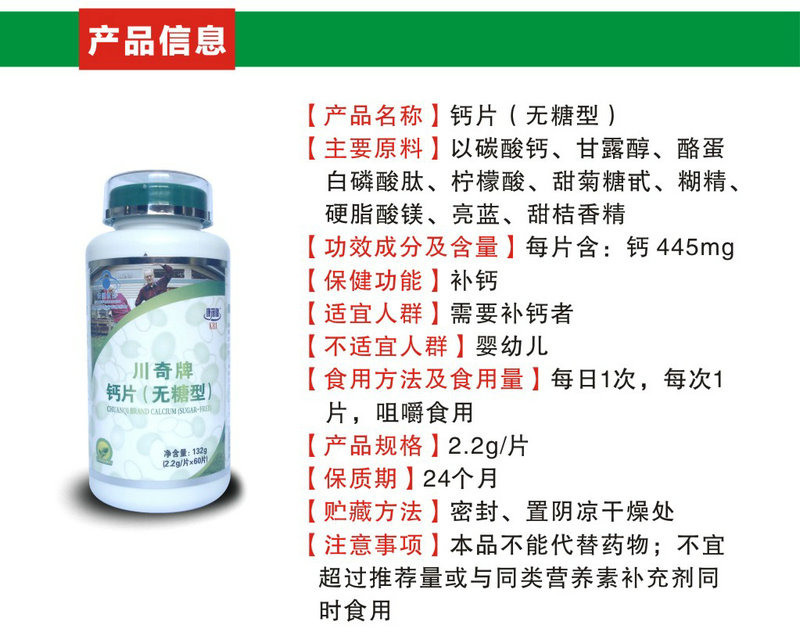 产品信息
【产品名称】钙片（无糖型）
【主要原料】以碳酸钙、甘露醇、酪蛋
白磷酸肽、柠檬酸、甜菊糖甙、糊精、
硬脂酸镁、亮蓝、甜桔香精
【功效成分及含量】每片含：钙 445mg
【保健功能】补钙
【适宜人群】需要补钙者
【不适宜人群】婴幼儿
【食用方法及食用量】每日1次，每次1
片，咀嚼食用
【产品规格】2.2g/片
【保质期】24个月
【贮藏方法】密封、置阴凉干燥处
【注意事项】本品不能代替药物；不宜
超过推荐量或与同类营养素补充剂同
时食用
川奇牌
钙片（无糖型）
CHUANQI BRAND CALCIUM (SUGAR-FREE)
净含量：132g
(2.2g/片×60片)